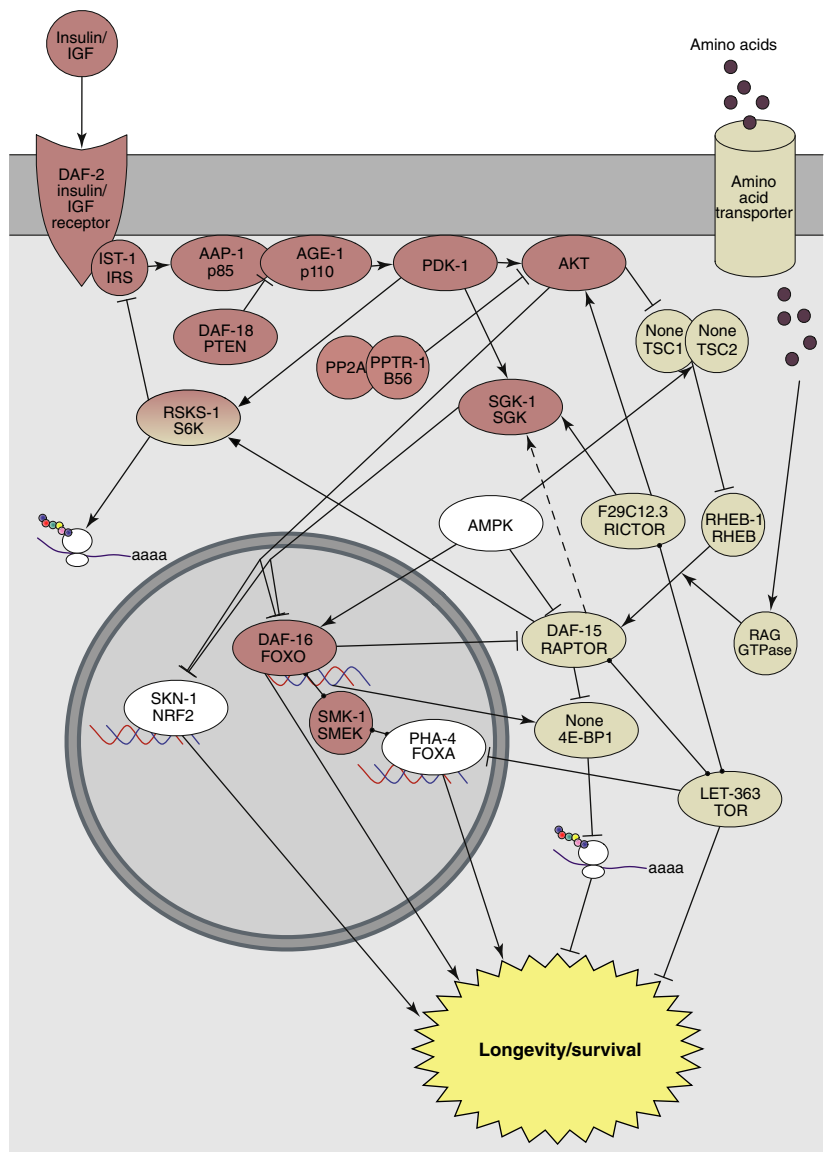 Insulin/
IGF
Amino acids
DAF-2
insulin/
IGF
receptor
Amino
acid
transporter
IST-1
IRS
AAP-1
p85
AGE-1
p110
PDK-1
AKT
DAF-18
PTEN
PP2A
PPTR-1
B56
None
TSC1
None
TSC2
RSKS-1
S6K
SGK-1
SGK
AMPK
F29C12.3
RICTOR
RHEB-1
RHEB
aaaa
DAF-16
FOXO
DAF-15
RAPTOR
RAG
GTPase
SKN-1
NRF2
SMK-1
SMEK
PHA-4
FOXA
None
4E-BP1
LET-363
TOR
aaaa
Longevity/survival